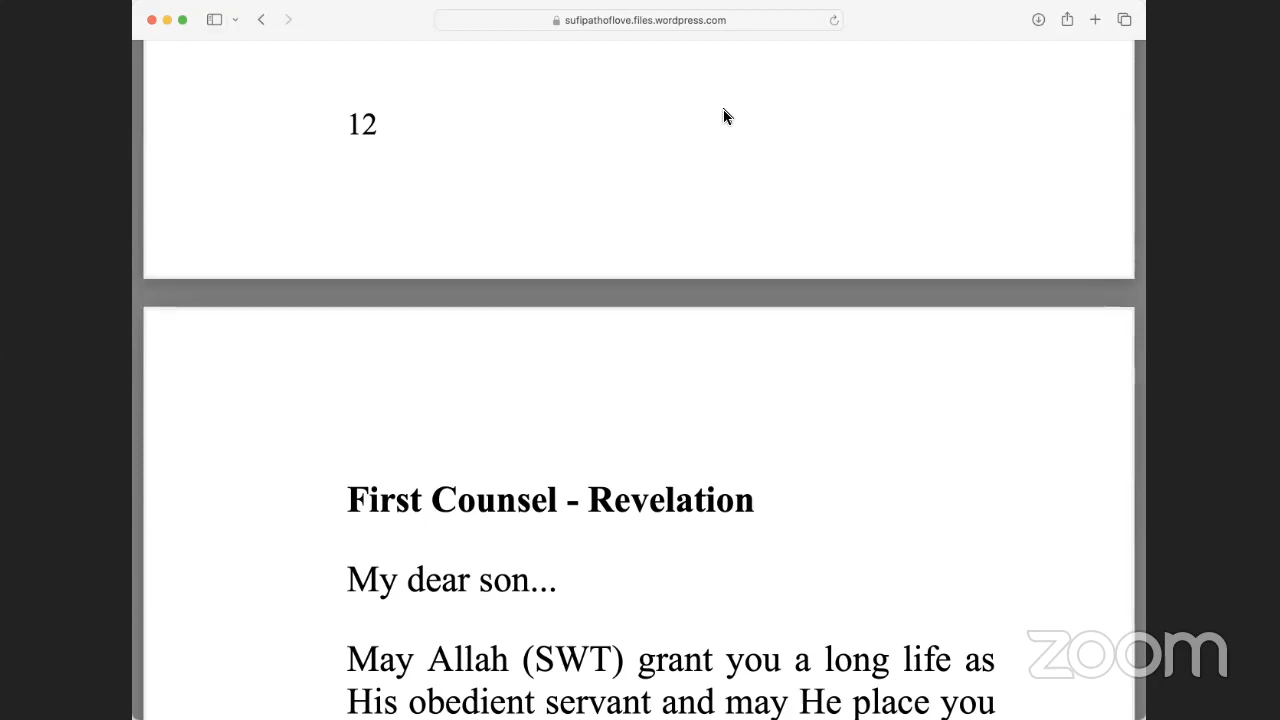 sufipathoflove.files.wordpress.com
12
First Counsel - Revelation
My dear son...
May Allah (SWT) grant you a long life as
His obedient servant and may He place you
zoom